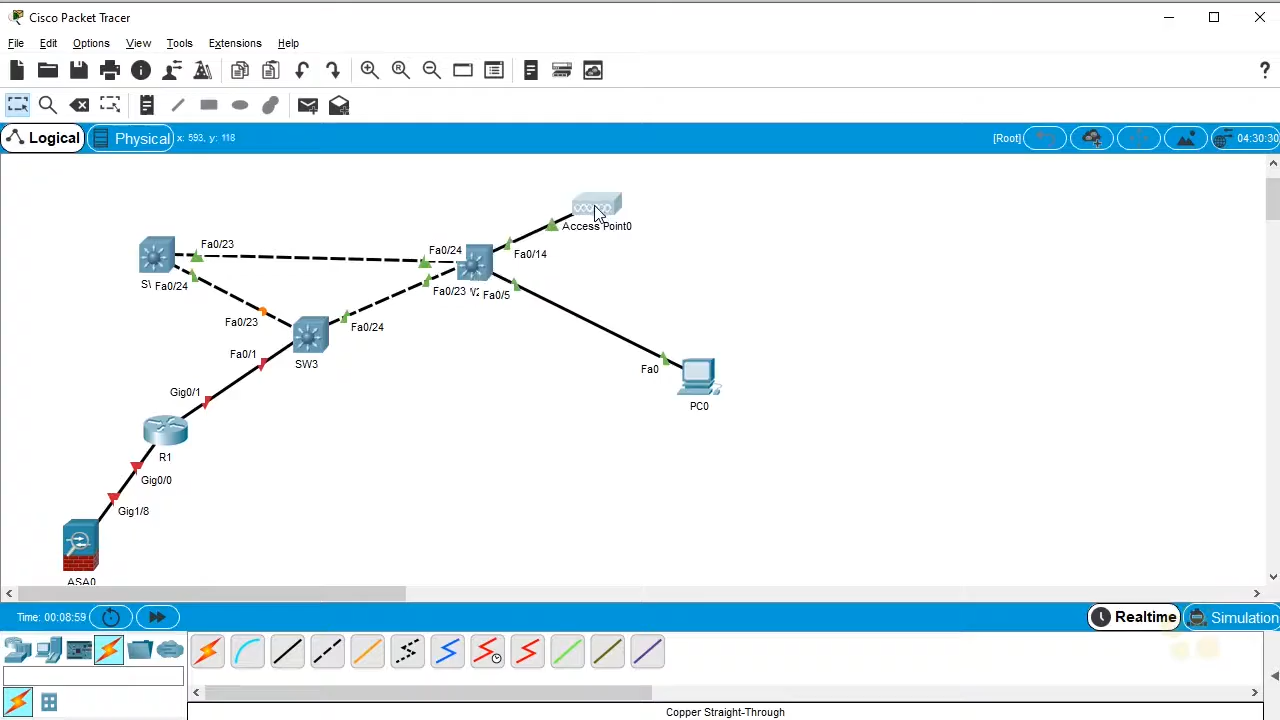 Cisco Packet Tracer
File Edit Options View Tools Extensions Help
?
Logical Physical x: 593, y: 118 [Root] 04:30:30
Access Point0
Fa0/23 Fa0/24 Fa0/14
Fa0/24 Fa0/23 Fa0/5
Fa0/23 Fa0/24
Fa0/1 SW3
Fa0
Gig0/1
PC0
R1
Gig0/0
Gig1/8
ASA0
Time: 00:08:59 Realtime Simulation
Copper Straight-Through